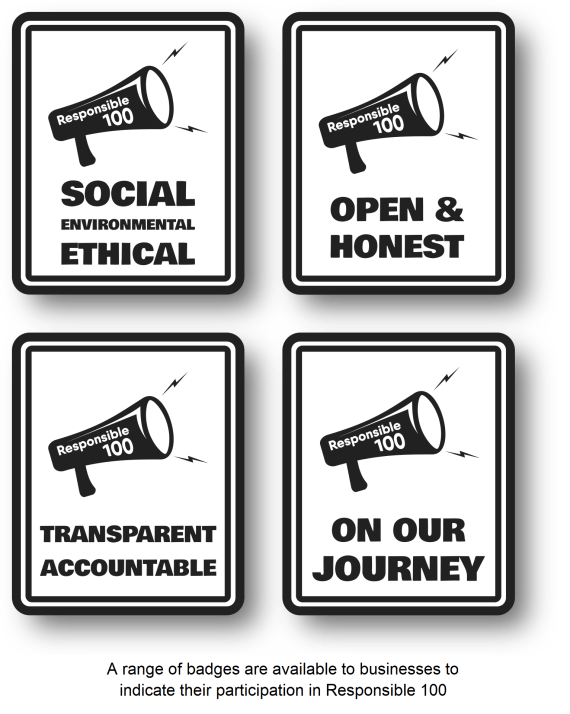 Responsible
100
SOCIAL
ENVIRONMENTAL
ETHICAL
Responsible
100
OPEN &
HONEST
Responsible
100
TRANSPARENT
ACCOUNTABLE
Responsible
100
ON OUR
JOURNEY
A range of badges are available to businesses to
indicate their participation in Responsible 100